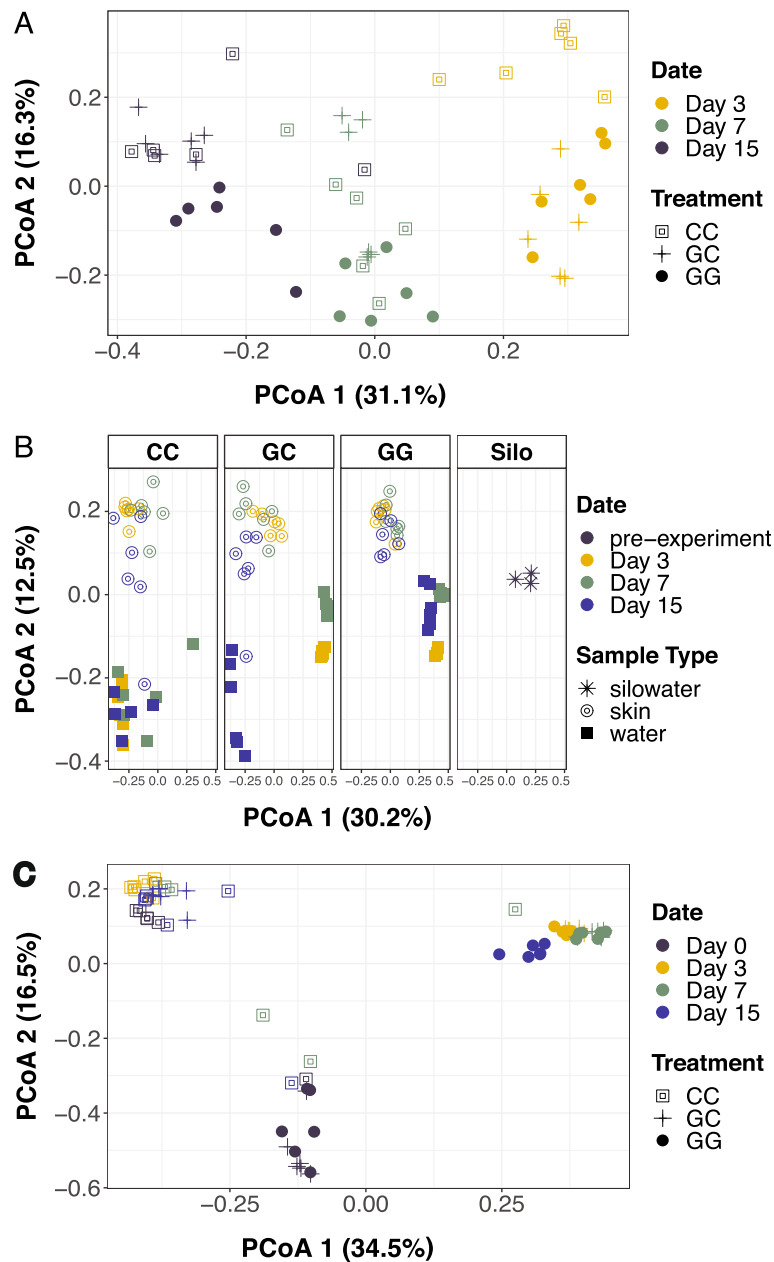 A
PCoA 2 (16.3%)
0.2
0.0
−0.2
−0.4
−0.2
0.0
0.2
PCoA 1 (31.1%)
Date
Day 3
Day 7
Day 15
Treatment
CC
GC
GG
B
CC
GC
GG
Silo
PCoA 2 (12.5%)
0.2
0.0
−0.2
−0.4
−0.25 0.0 0.25 0.5
−0.25 0.0 0.25 0.5
−0.25 0.0 0.25 0.5
−0.25 0.0 0.25 0.5
PCoA 1 (30.2%)
Date
pre−experiment
Day 3
Day 7
Day 15
Sample Type
silowater
skin
water
C
PCoA 2 (16.5%)
0.2
0.0
−0.2
−0.4
−0.6
−0.25
0.00
0.25
PCoA 1 (34.5%)
Date
Day 0
Day 3
Day 7
Day 15
Treatment
CC
GC
GG